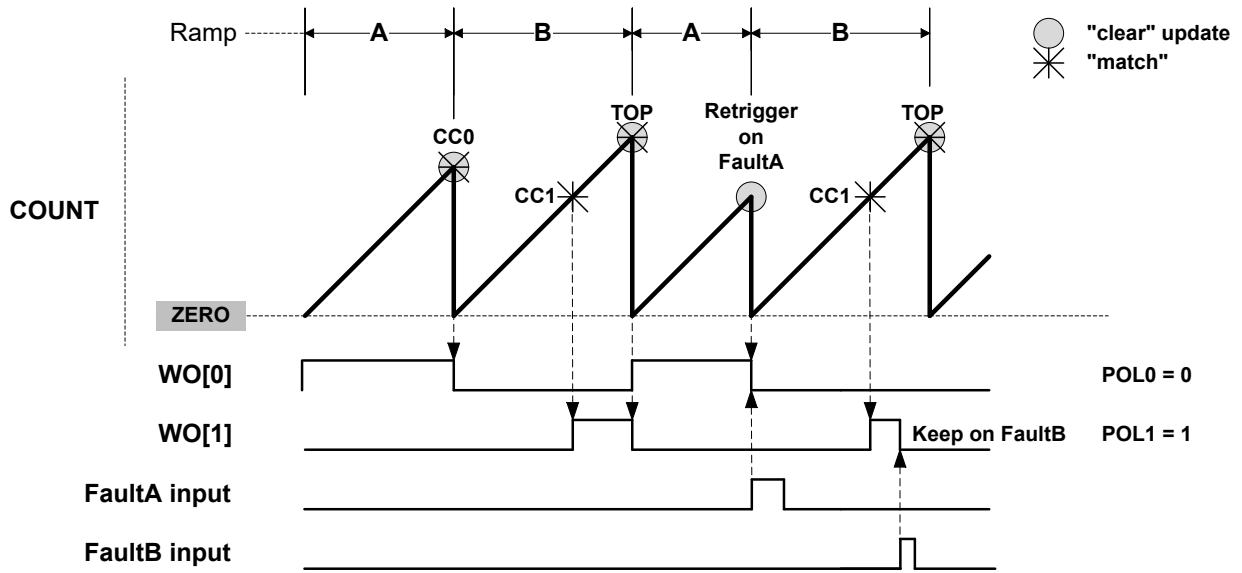 Ramp A B A B
"clear" update
"match"
CC0
TOP
Retrigger
on
FaultA
TOP
CC1
CC1
COUNT
ZERO
WO[0]
POL0 = 0
WO[1]
Keep on FaultB
POL1 = 1
FaultA input
FaultB input